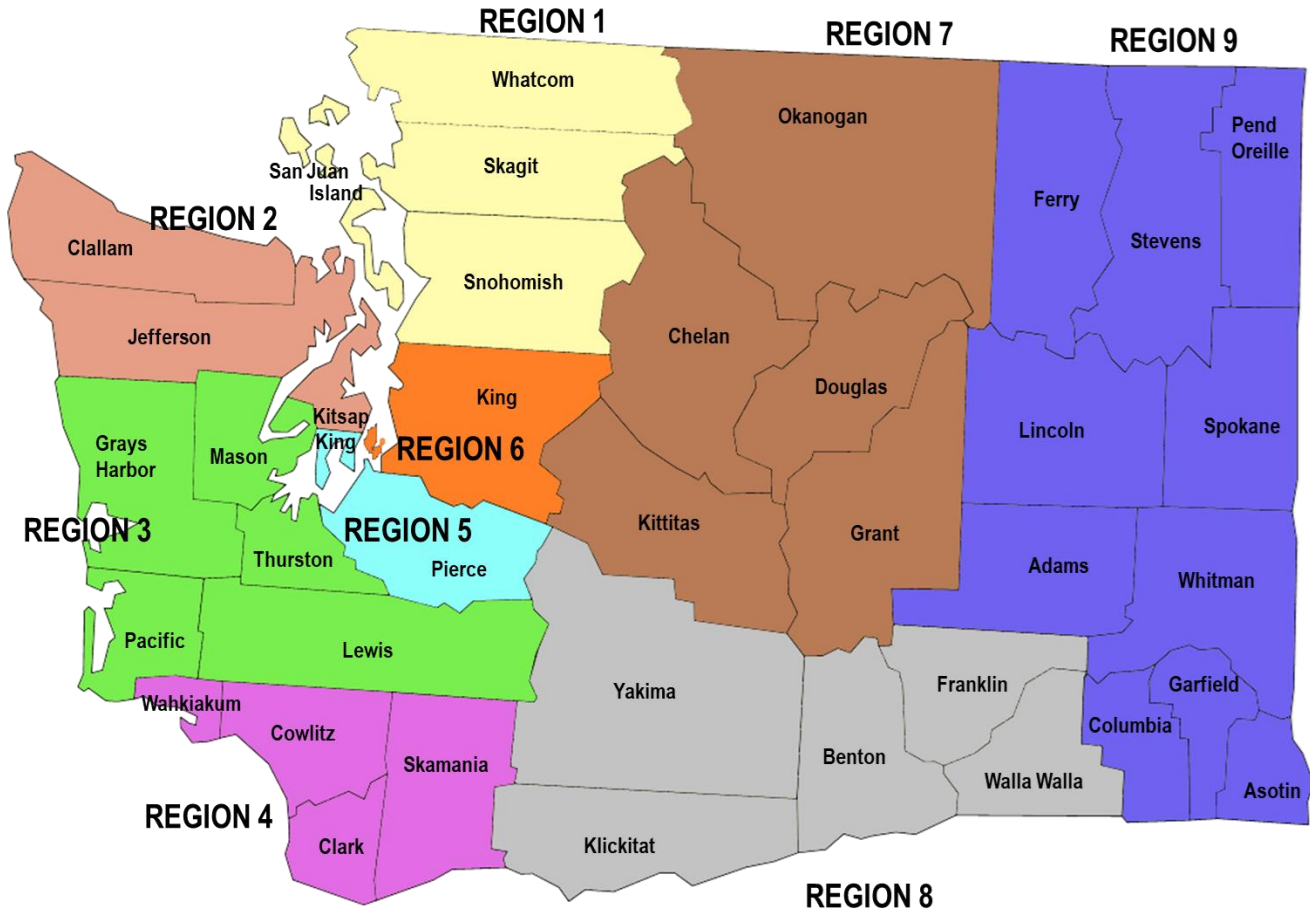 REGION 1
REGION 7
REGION 9
Whatcom
Okanogan
Pend
Oreille
Skagit
San Juan
Island
Ferry
REGION 2
Stevens
Clallam
Snohomish
Jefferson
Chelan
Douglas
King
Kitsap
King
REGION 6
Grays
Harbor
Mason
Lincoln
Spokane
REGION 3
REGION 5
Kittitas
Grant
Thurston
Pierce
Adams
Whitman
Pacific
Lewis
Yakima
Franklin
Garfield
Wahkiakum
Cowlitz
Columbia
Skamania
Benton
Walla Walla
Asotin
REGION 4
Clark
Klickitat
REGION 8